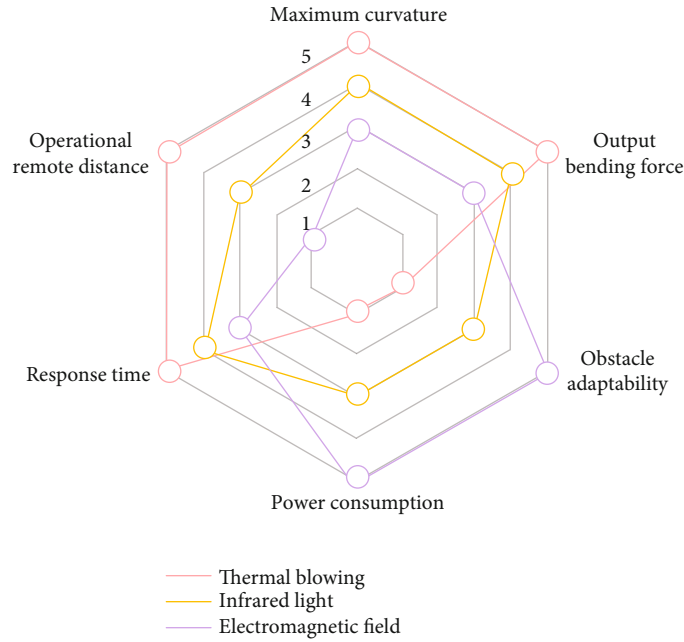 Maximum curvature
5
4
3
2
1
Operational
remote distance
Output
bending force
Response time
Obstacle
adaptability
Power consumption
Thermal blowing
Infrared light
Electromagnetic field